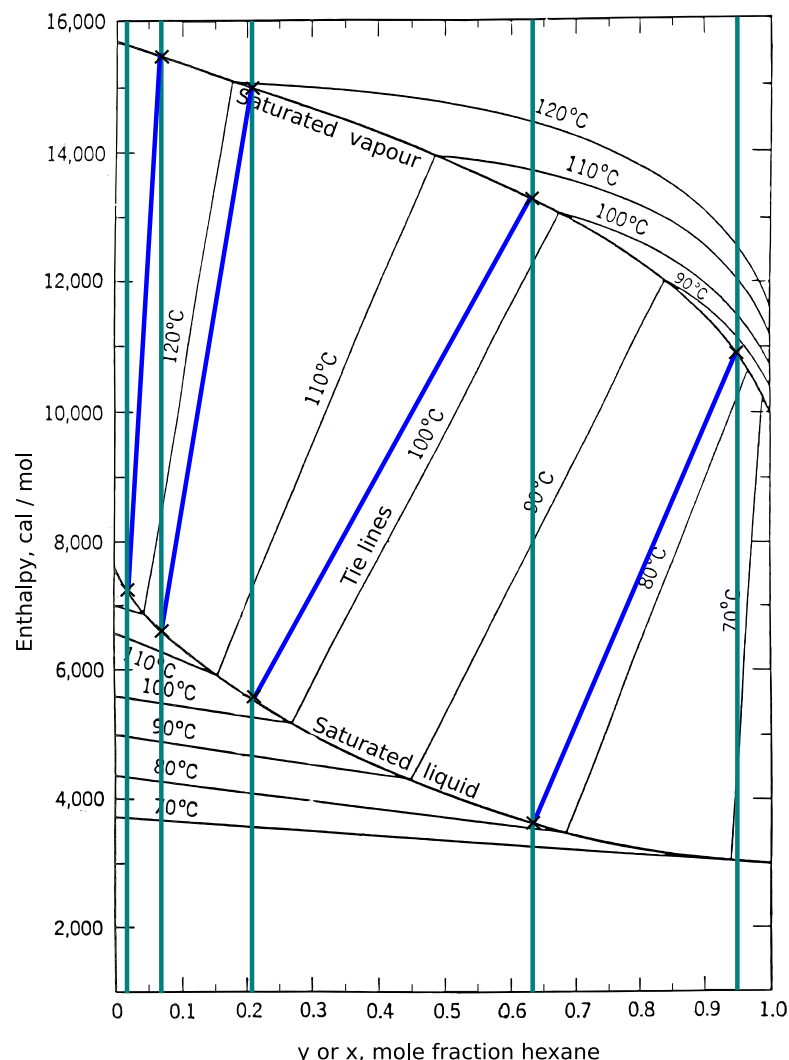 16,000
14,000
12,000
10,000
8,000
6,000
4,000
2,000
Enthalpy, cal / mol
Saturated vapour
120°C
110°C
100°C
90°C
120°C
110°C
100°C
Tie lines
90°C
80°C
70°C
110°C
100°C
90°C
80°C
70°C
Saturated liquid
0 0.1 0.2 0.3 0.4 0.5 0.6 0.7 0.8 0.9 1.0
y or x, mole fraction hexane